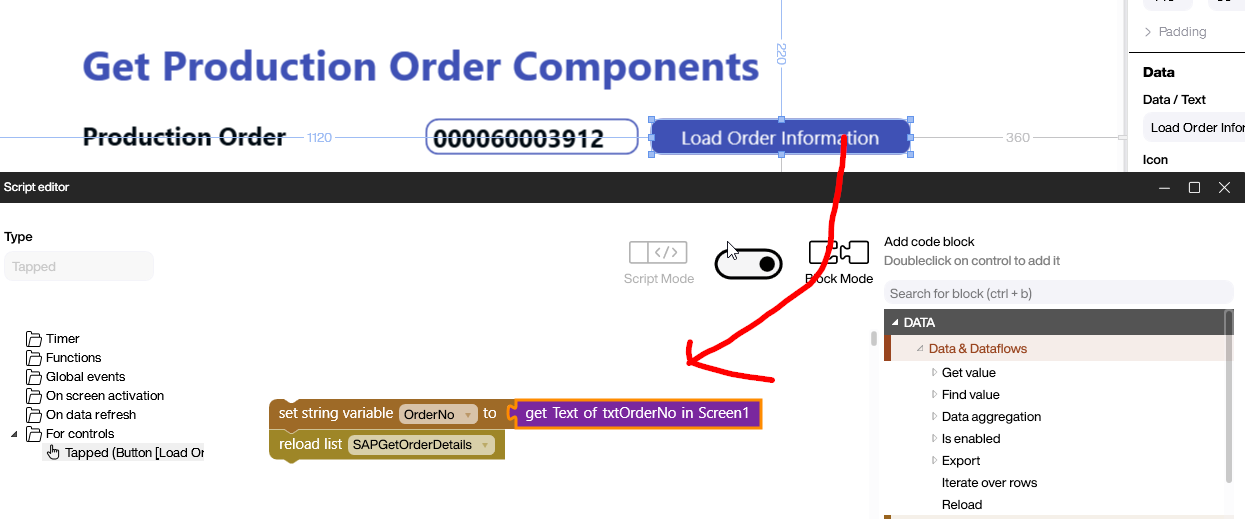 220
Padding
Get Production Order Components
Data
Data / Text
Production Order
1120
000060003912
Load Order Information
360
Load Order Infor
Icon
Script editor
Type
Tapped
Script Mode
Block Mode
Add code block
Doubleclick on control to add it
Search for block (ctrl + b)
DATA
Data & Dataflows
Get value
Find value
Data aggregation
Is enabled
Export
Iterate over rows
Reload
Timer
Functions
Global events
On screen activation
On data refresh
For controls
Tapped (Button [Load Or
set string variable OrderNo to get Text of txtOrderNo in Screen1
reload list SAPGetOrderDetails